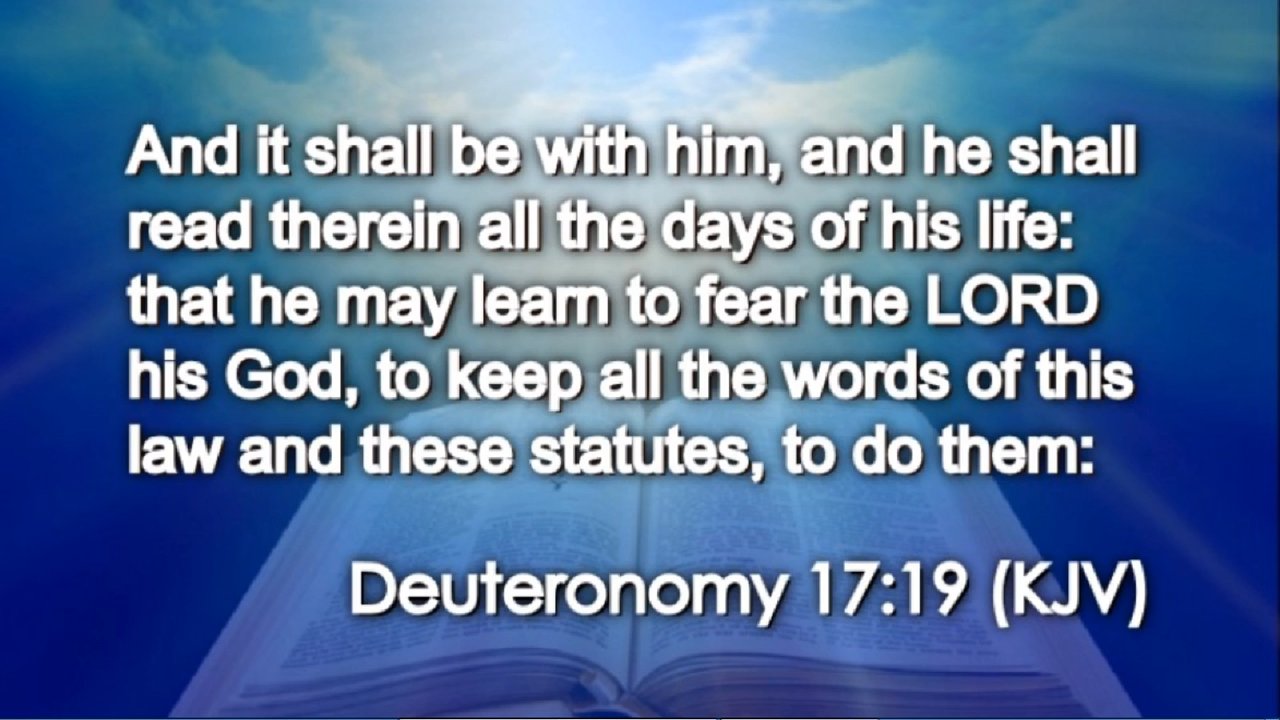 And it shall be with him, and he shall
read therein all the days of his life:
that he may learn to fear the LORD
his God, to keep all the words of this
law and these statutes, to do them:
Deuteronomy 17:19 (KJV)